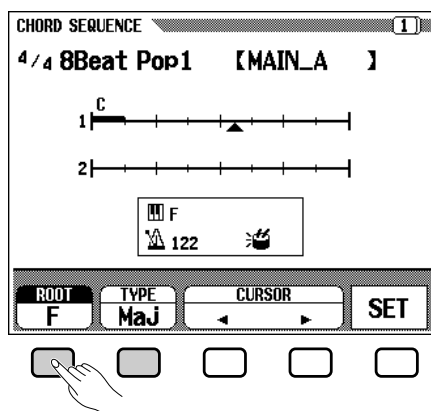 CHORD SEQUENCE 1
4/4 8Beat Pop1 【MAIN_A 】
C
1
2
F
122
ROOT TYPE CURSOR
F Maj ◄ ► SET